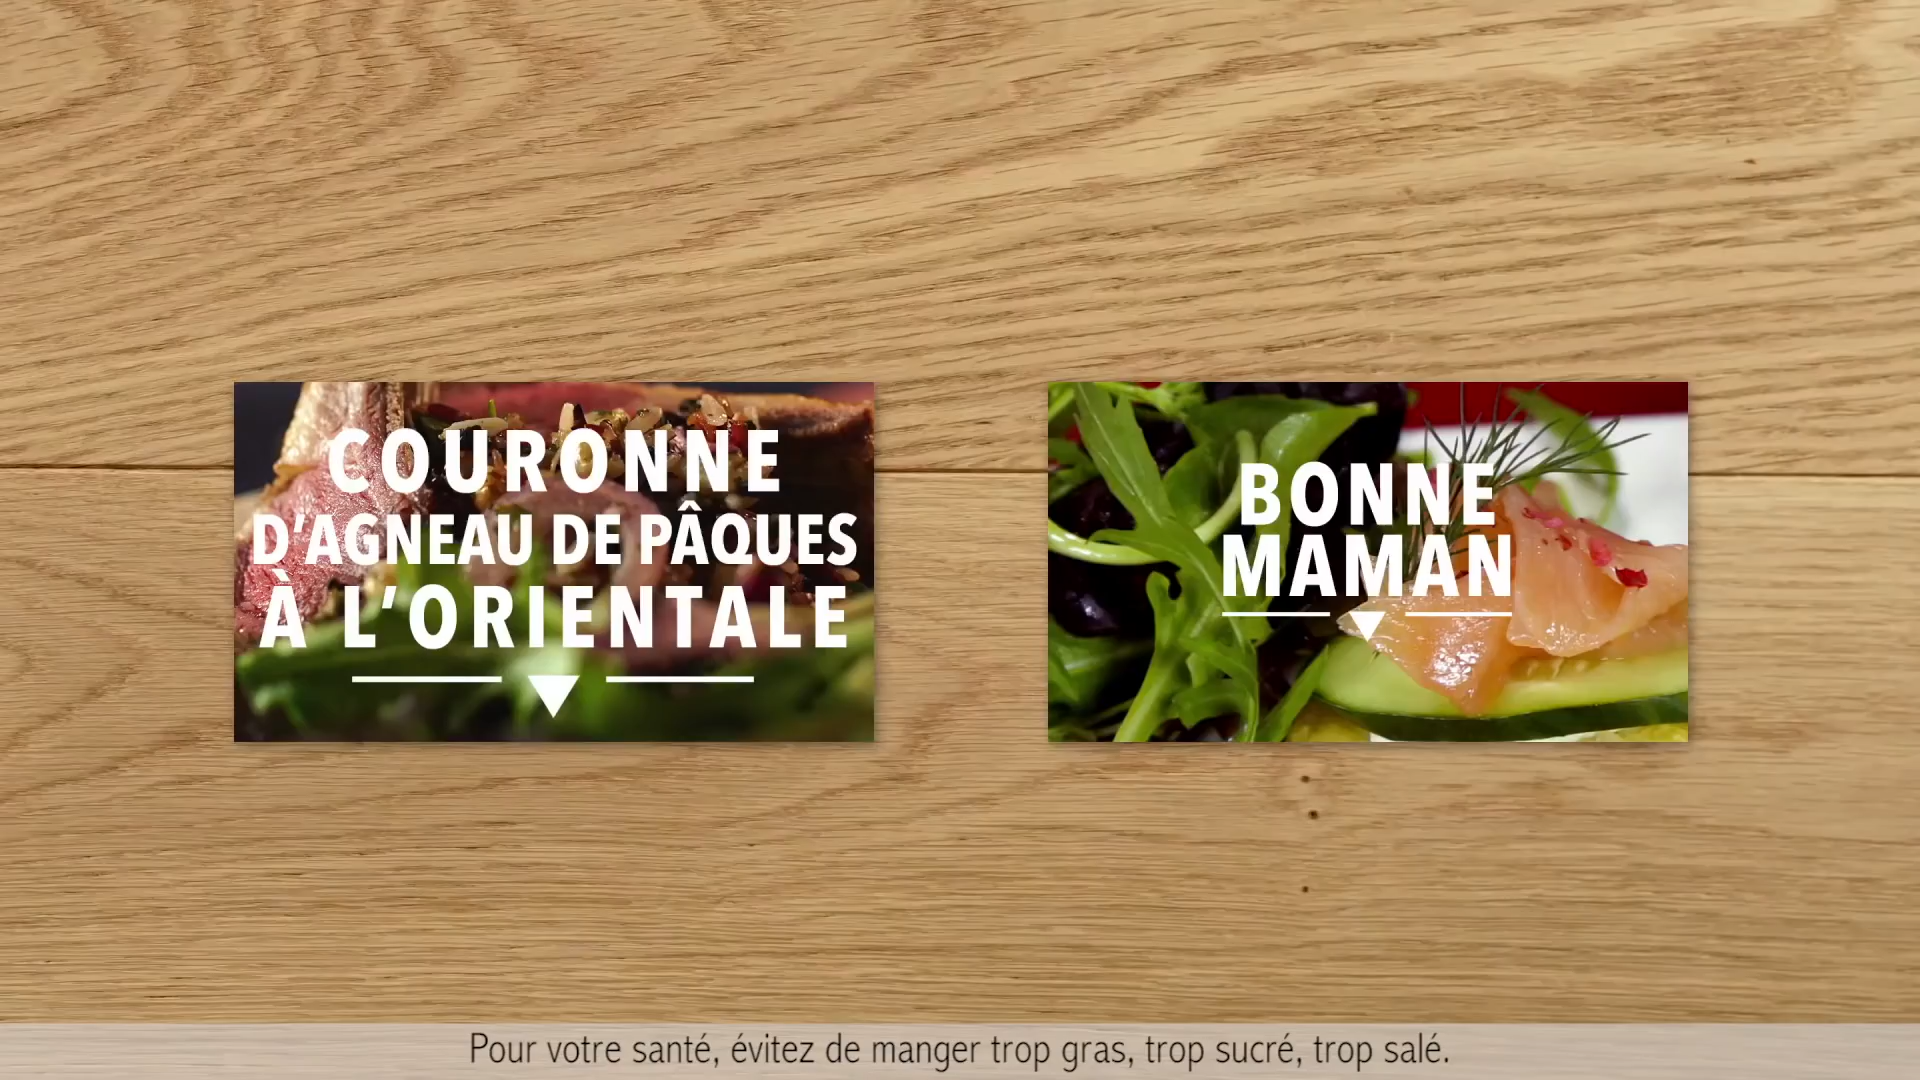 COURONNE
D'AGNEAU DE PÂQUES
À L'ORIENTALE
BONNE
MAMAN
Pour votre santé, évitez de manger trop gras, trop sucré, trop salé.